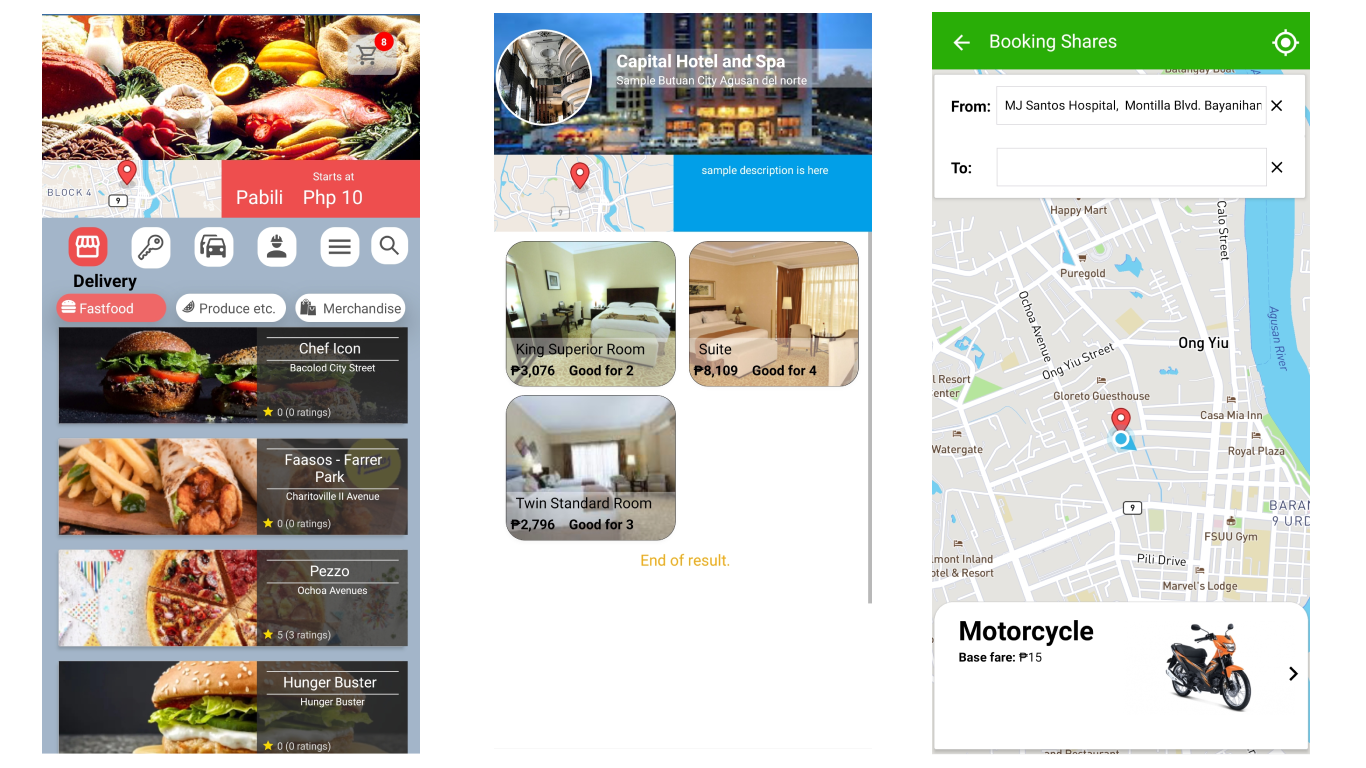 8
BLOCK 4
9
Starts at
Pabili Php 10
Delivery
Fastfood
Produce etc.
Merchandise
Chef Icon
Bacolod City Street
0 (0 ratings)
Faasos - Farrer
Park
Charitoville II Avenue
0 (0 ratings)
Pezzo
Ochoa Avenues
5 (3 ratings)
Hunger Buster
Hunger Buster
0 (0 ratings)
Capital Hotel and Spa
Sample Butuan City Agusan del norte
9
sample description is here
King Superior Room
₱3,076 Good for 2
Suite
₱8,109 Good for 4
Twin Standard Room
₱2,796 Good for 3
End of result.
Booking Shares
From: MJ Santos Hospital, Montilla Blvd. Bayanihan
To:
Happy Mart
Calo Street
Puregold
Ochoa Avenue
Agusan River
Ong Yiu
Ong Yiu Street
l Resort
enter
Gloreto Guesthouse
Casa Mia Inn
Watergate
Royal Plaza
9
BARAN
9 URD
FSUU Gym
lmont Inland
otel & Resort
Pili Drive
Marvel's Lodge
Motorcycle
Base fare: ₱15
and Restaurant